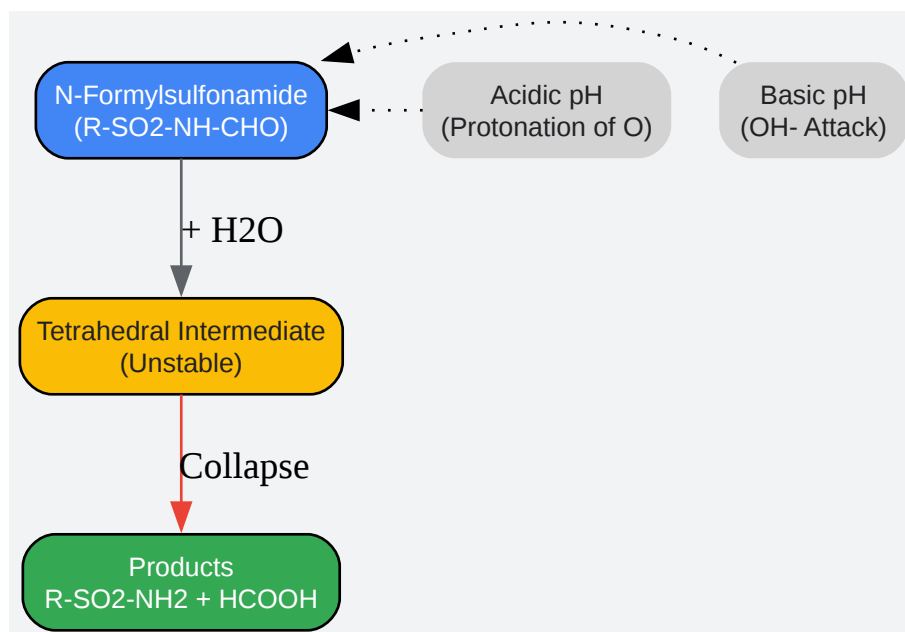 N-Formylsulfonamide
(R-SO2-NH-CHO)
Acidic pH
(Protonation of O)
Basic pH
(OH- Attack)
+ H2O
Tetrahedral Intermediate
(Unstable)
Collapse
Products
R-SO2-NH2 + HCOOH